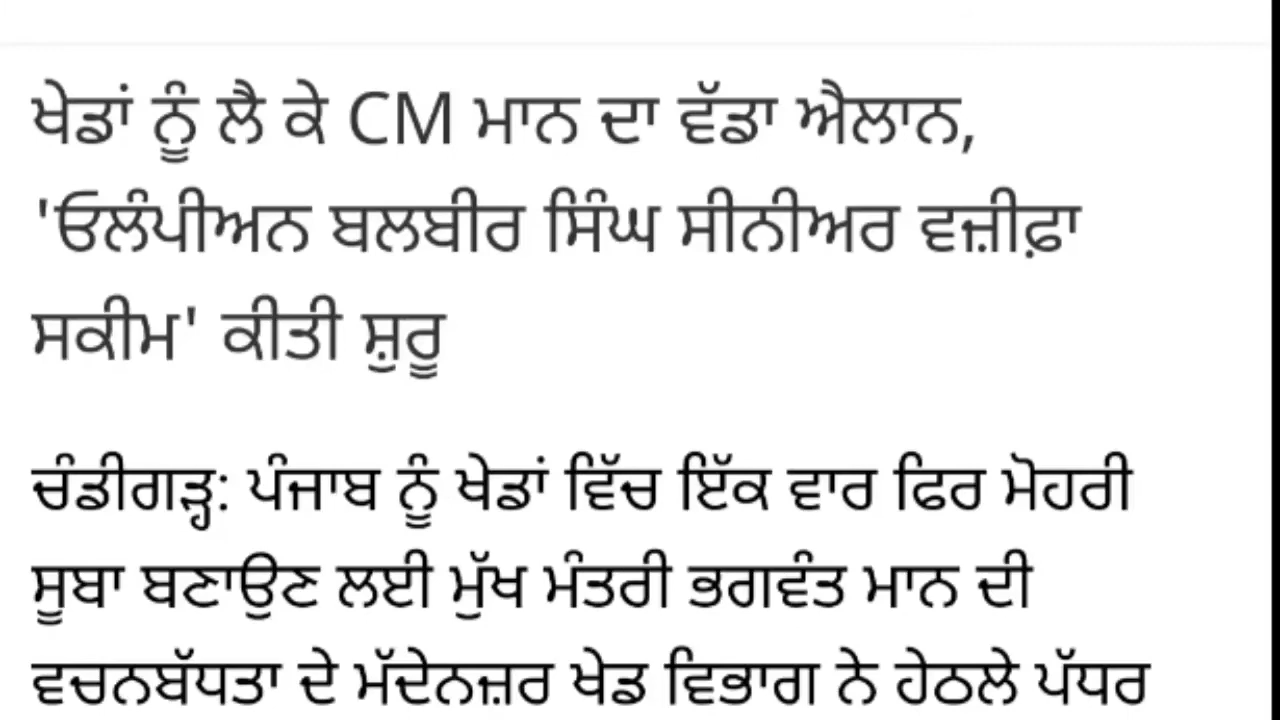 ਖੇਡਾਂ ਨੂੰ ਲੈ ਕੇ CM ਮਾਨ ਦਾ ਵੱਡਾ ਐਲਾਨ,
'ਓਲੰਪੀਅਨ ਬਲਬੀਰ ਸਿੰਘ ਸੀਨੀਅਰ ਵਜ਼ੀਫ਼ਾ
ਸਕੀਮ' ਕੀਤੀ ਸ਼ੁਰੂ
ਚੰਡੀਗੜ੍ਹ: ਪੰਜਾਬ ਨੂੰ ਖੇਡਾਂ ਵਿੱਚ ਇੱਕ ਵਾਰ ਫਿਰ ਮੋਹਰੀ
ਸੂਬਾ ਬਣਾਉਣ ਲਈ ਮੁੱਖ ਮੰਤਰੀ ਭਗਵੰਤ ਮਾਨ ਦੀ
ਵਚਨਬੱਧਤਾ ਦੇ ਮੱਦੇਨਜ਼ਰ ਖੇਡ ਵਿਭਾਗ ਨੇ ਹੇਠਲੇ ਪੱਧਰ